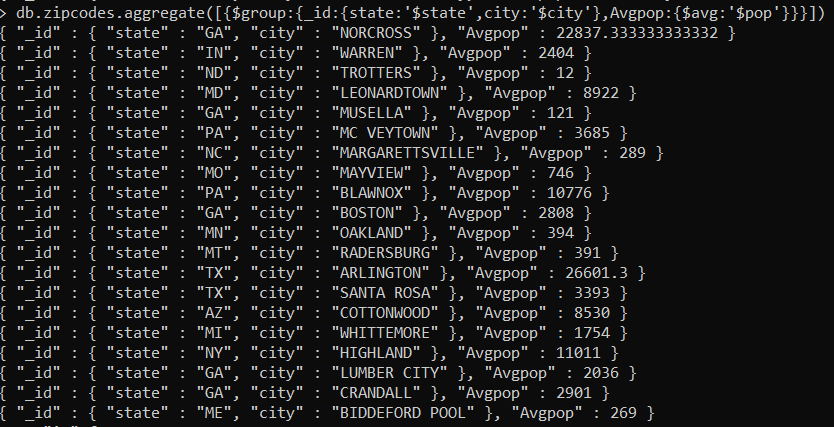 > db.zipcodes.aggregate([{$group:{_id:{state:'$state',city:'$city'},Avgpop:{$avg:'$pop'}}}])
{ "_id" : { "state" : "GA", "city" : "NORCROSS" }, "Avgpop" : 22837.333333333332 }
{ "_id" : { "state" : "IN", "city" : "WARREN" }, "Avgpop" : 2404 }
{ "_id" : { "state" : "ND", "city" : "TROTTERS" }, "Avgpop" : 12 }
{ "_id" : { "state" : "MD", "city" : "LEONARDTOWN" }, "Avgpop" : 8922 }
{ "_id" : { "state" : "GA", "city" : "MUSELLA" }, "Avgpop" : 121 }
{ "_id" : { "state" : "PA", "city" : "MC VEYTOWN" }, "Avgpop" : 3685 }
{ "_id" : { "state" : "NC", "city" : "MARGARETTSVILLE" }, "Avgpop" : 289 }
{ "_id" : { "state" : "MO", "city" : "MAYVIEW" }, "Avgpop" : 746 }
{ "_id" : { "state" : "PA", "city" : "BLAWNOX" }, "Avgpop" : 10776 }
{ "_id" : { "state" : "GA", "city" : "BOSTON" }, "Avgpop" : 2808 }
{ "_id" : { "state" : "MN", "city" : "OAKLAND" }, "Avgpop" : 394 }
{ "_id" : { "state" : "MT", "city" : "RADERSBURG" }, "Avgpop" : 391 }
{ "_id" : { "state" : "TX", "city" : "ARLINGTON" }, "Avgpop" : 26601.3 }
{ "_id" : { "state" : "TX", "city" : "SANTA ROSA" }, "Avgpop" : 3393 }
{ "_id" : { "state" : "AZ", "city" : "COTTONWOOD" }, "Avgpop" : 8530 }
{ "_id" : { "state" : "MI", "city" : "WHITTEMORE" }, "Avgpop" : 1754 }
{ "_id" : { "state" : "NY", "city" : "HIGHLAND" }, "Avgpop" : 11011 }
{ "_id" : { "state" : "GA", "city" : "LUMBER CITY" }, "Avgpop" : 2036 }
{ "_id" : { "state" : "GA", "city" : "CRANDALL" }, "Avgpop" : 2901 }
{ "_id" : { "state" : "ME", "city" : "BIDDEFORD POOL" }, "Avgpop" : 269 }